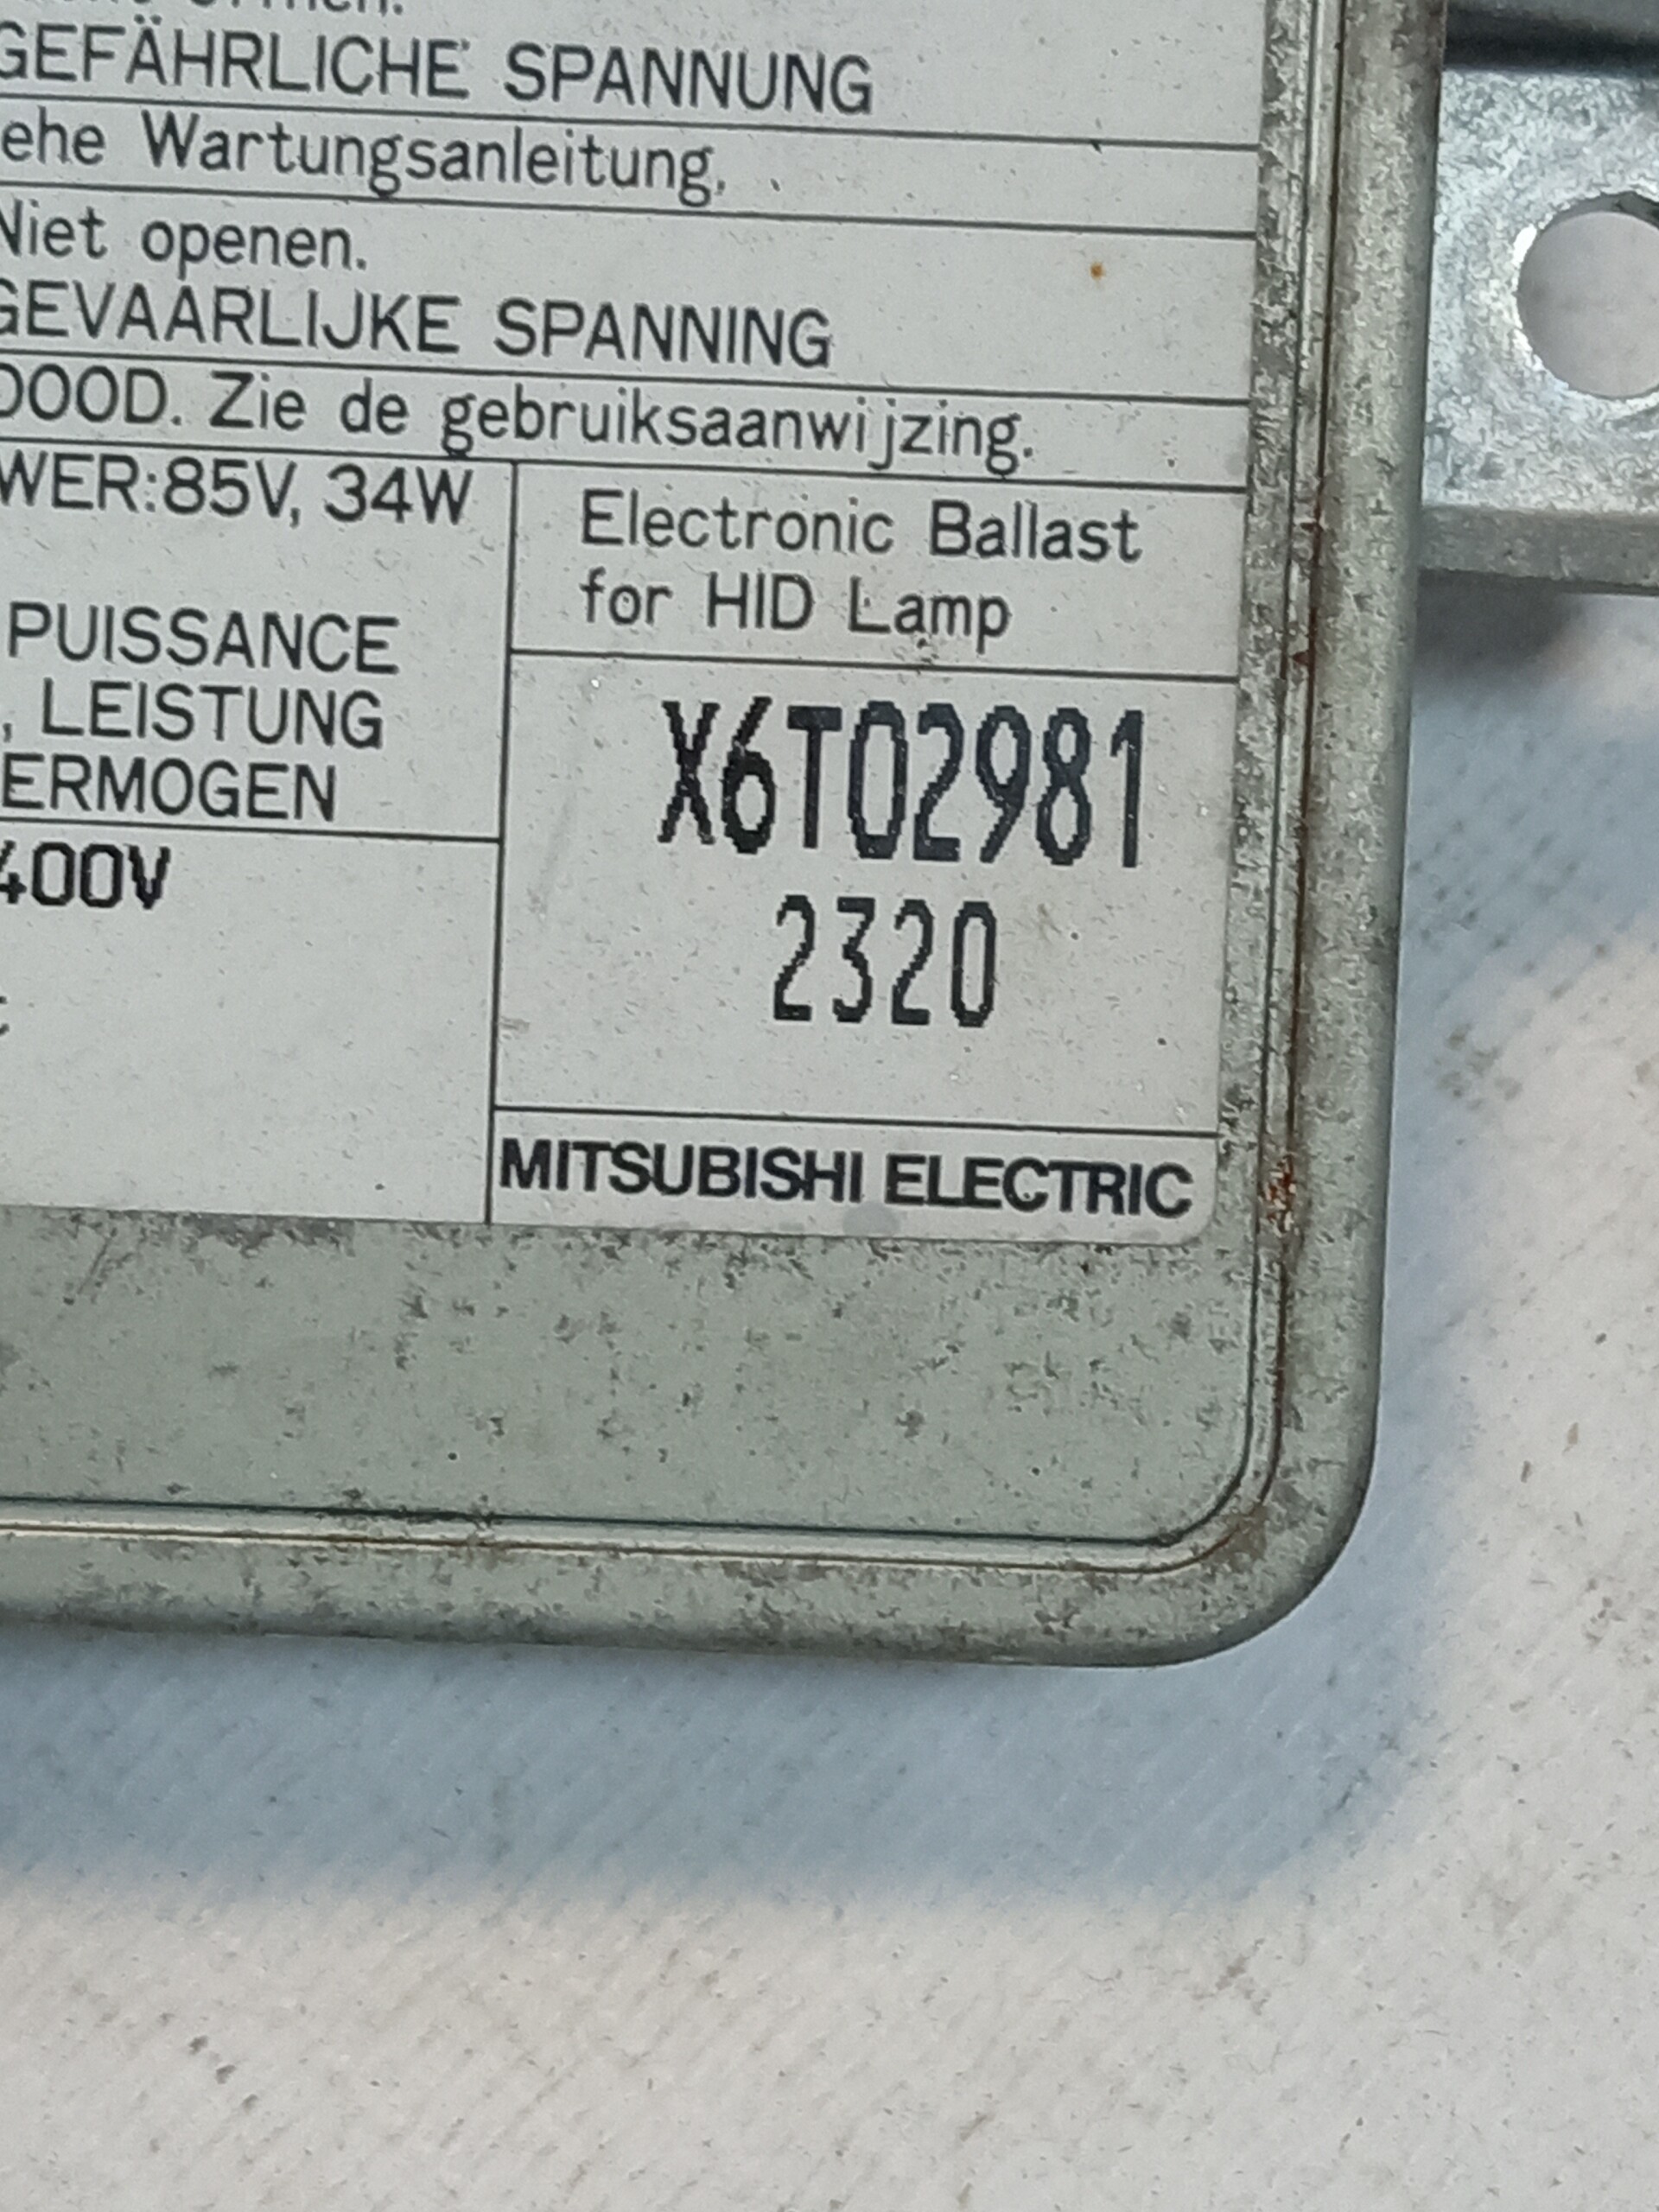 GEFÄHRLICHE SPANNUNG
ehe Wartungsanleitung.
Niet openen.
GEVAARLIJKE SPANNING
DOOD. Zie de gebruiksaanwijzing.
WER:85V, 34W
PUISSANCE
, LEISTUNG
ERMOGEN
400V
Electronic Ballast
for HID Lamp
X6T02981
2320
MITSUBISHI ELECTRIC